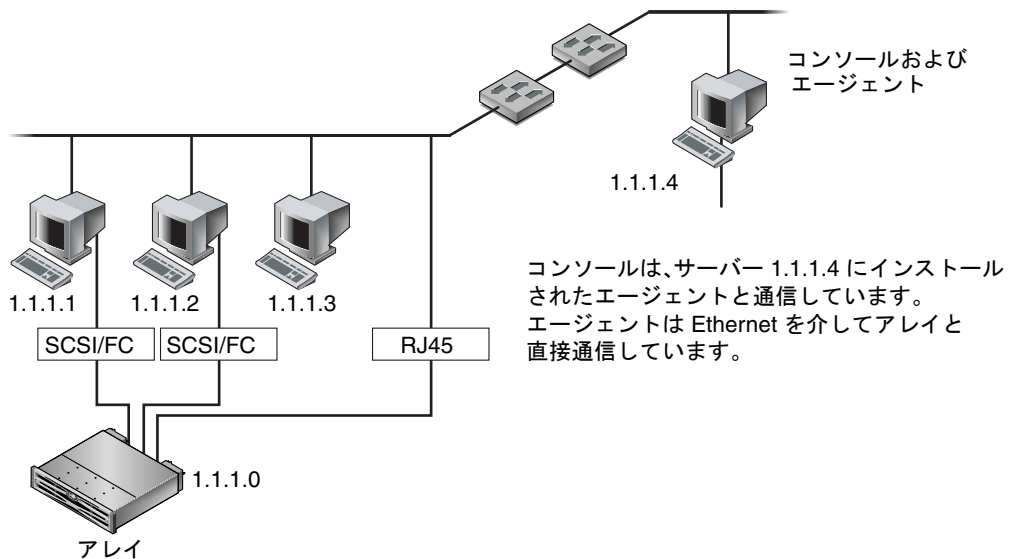 コンソールおよび
エージェント
1.1.1.4
1.1.1.1
1.1.1.2
1.1.1.3
コンソールは、サーバー 1.1.1.4 にインストール
されたエージェントと通信しています。
エージェントは Ethernet を介してアレイと
直接通信しています。
SCSI/FC
SCSI/FC
RJ45
1.1.1.0
アレイ